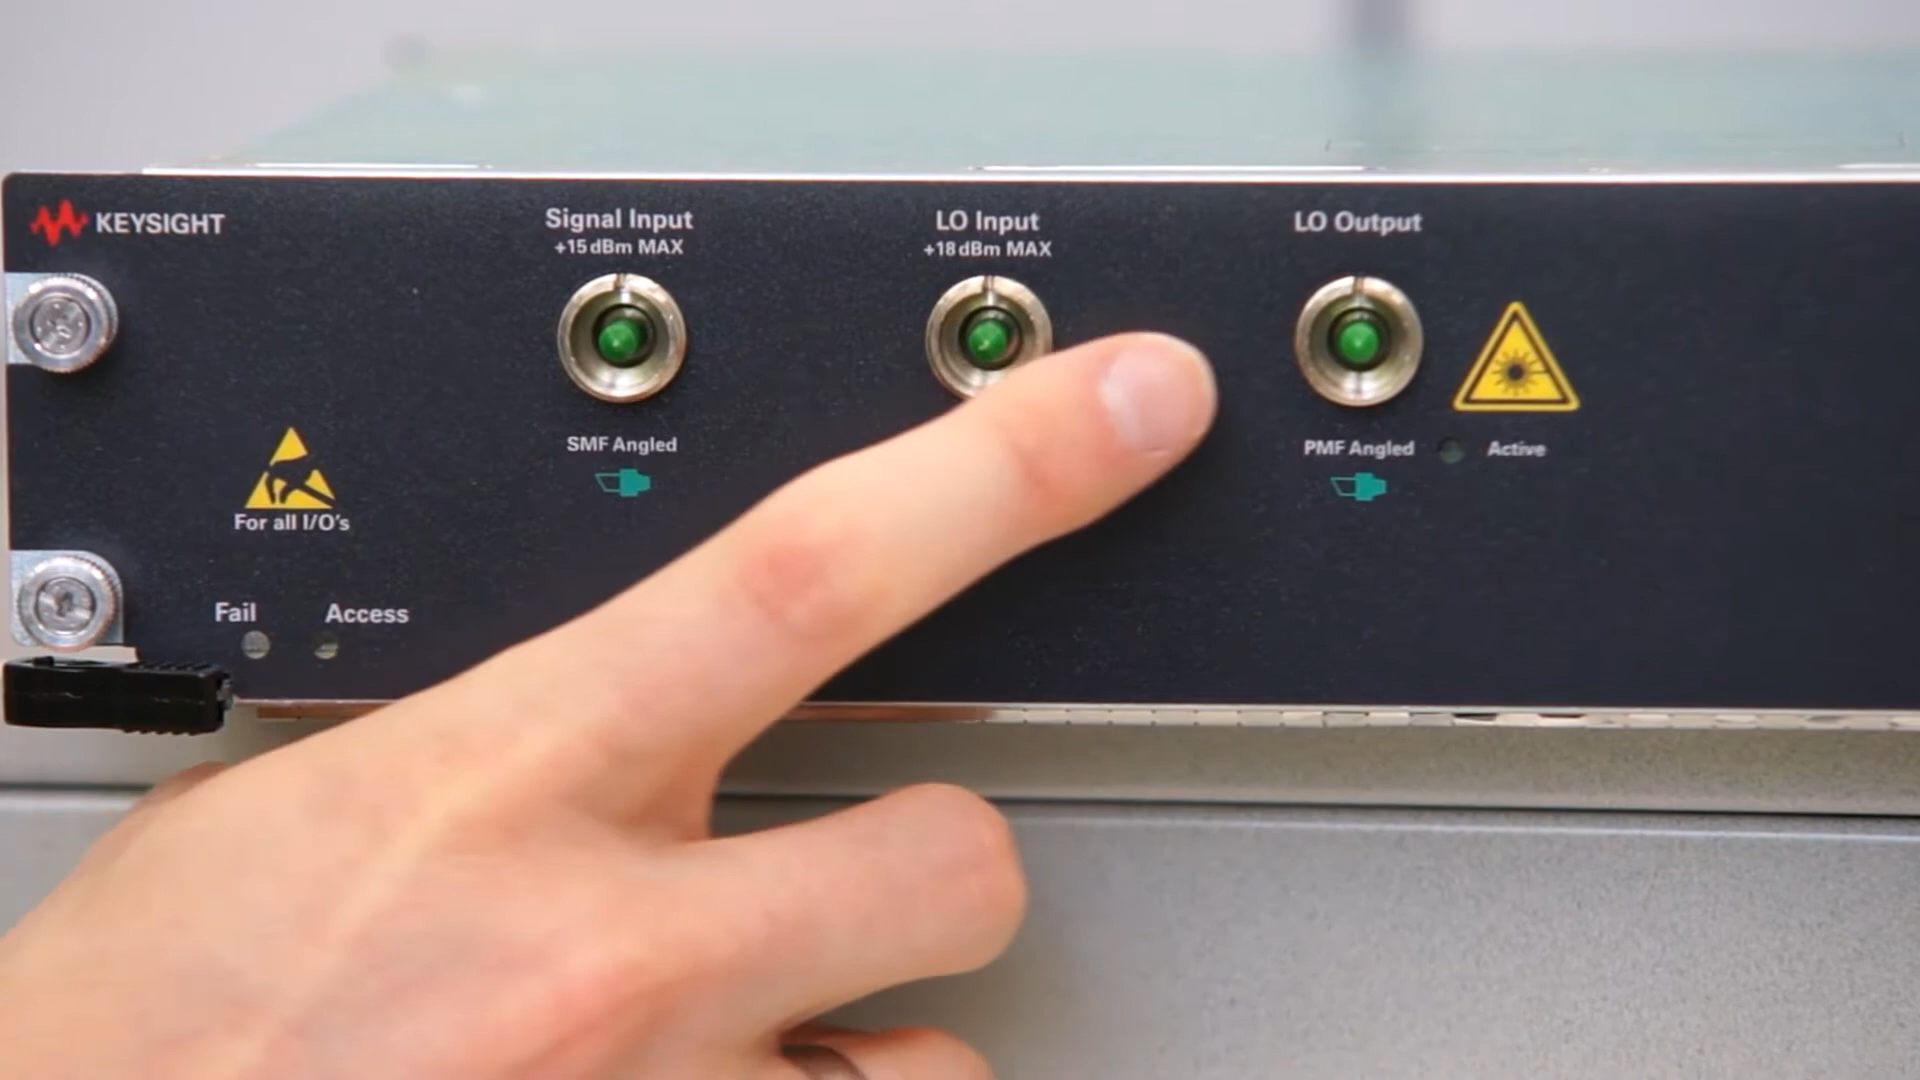 KEYSIGHT
Signal Input
+15 dBm MAX
LO Input
+18 dBm MAX
LO Output
SMF Angled
PMF Angled
Active
For all I/O's
Fail
Access